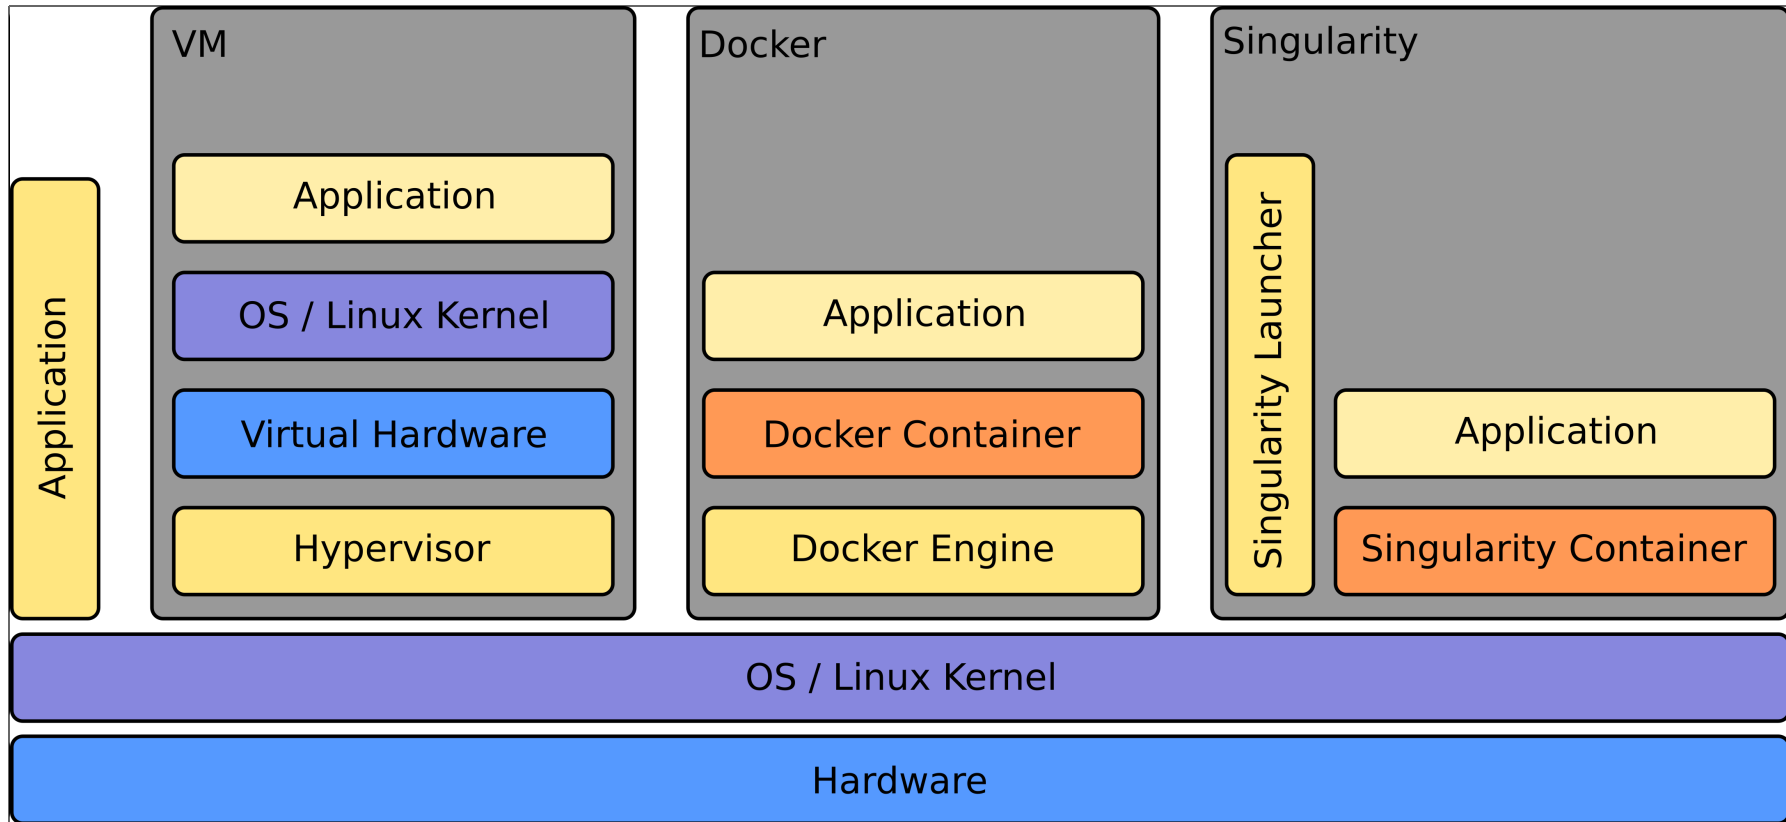 Application
VM
Application
OS / Linux Kernel
Virtual Hardware
Hypervisor
Docker
Application
Docker Container
Docker Engine
Singularity
Singularity Launcher
Application
Singularity Container
OS / Linux Kernel
Hardware